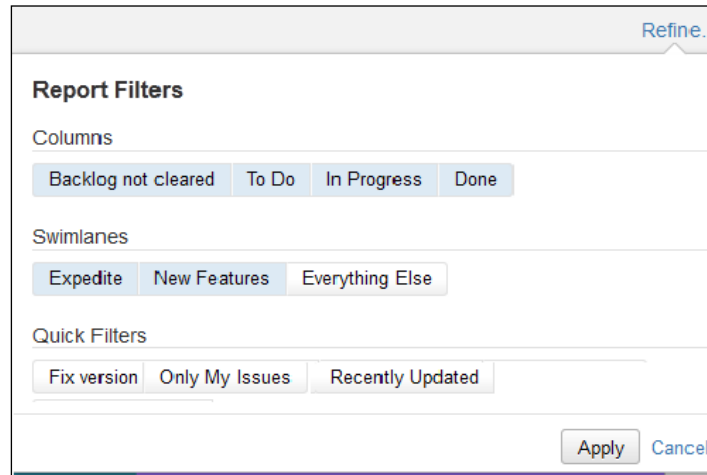 Refine.
Report Filters
Columns
Backlog not cleared To Do In Progress Done
Swimlanes
Expedite New Features Everything Else
Quick Filters
Fix version Only My Issues Recently Updated
Apply Cancel